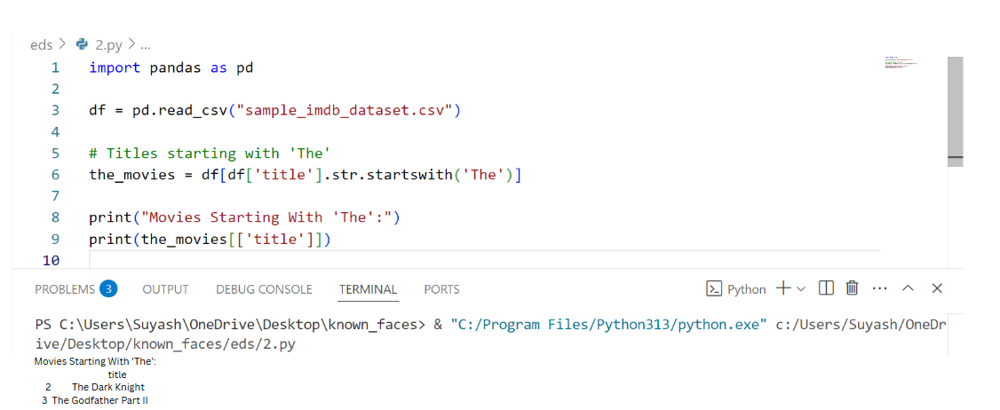 eds > 2.py > ...
1 import pandas as pd
2
3 df = pd.read_csv("sample_imdb_dataset.csv")
4
5 # Titles starting with 'The'
6 the_movies = df[df['title'].str.startswith('The')]
7
8 print("Movies Starting With 'The':")
9 print(the_movies[['title']])
10
PROBLEMS 3 OUTPUT DEBUG CONSOLE TERMINAL PORTS Python
PS C:\Users\Suyash\OneDrive\Desktop\known_faces> & "C:/Program Files/Python313/python.exe" c:/Users/Suyash/OneDr
ive/Desktop/known_faces/eds/2.py
Movies Starting With 'The':
title
2 The Dark Knight
3 The Godfather Part II